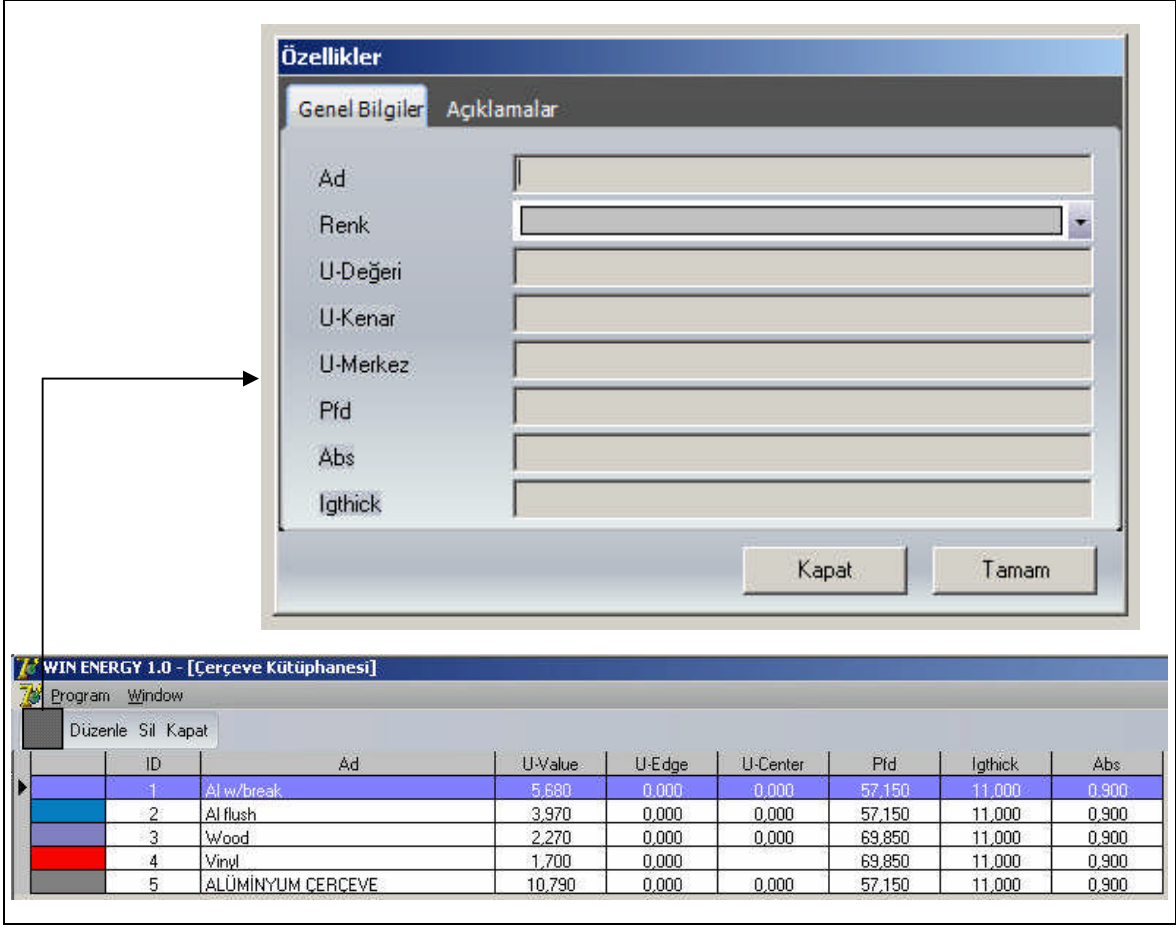 Özellikler
Genel Bilgiler Açıklamalar
Ad
Renk
U-Değeri
U-Kenar
U-Merkez
Pfd
Abs
Igthick
Kapat Tamam
WIN ENERGY 1.0 - [Çerçeve Kütüphanesi]
Program Window
Düzenle Sil Kapat
ID Ad U-Value U-Edge U-Center Pfd Igthick Abs
1 Al w/break 5,680 0,000 0,000 57,150 11,000 0,900
2 Al flush 3,970 0,000 0,000 57,150 11,000 0,900
3 Wood 2,270 0,000 0,000 69,850 11,000 0,900
4 Vinyl 1,700 0,000 69,850 11,000 0,900
5 ALÜMİNYUM ÇERÇEVE 10,790 0,000 0,000 57,150 11,000 0,900